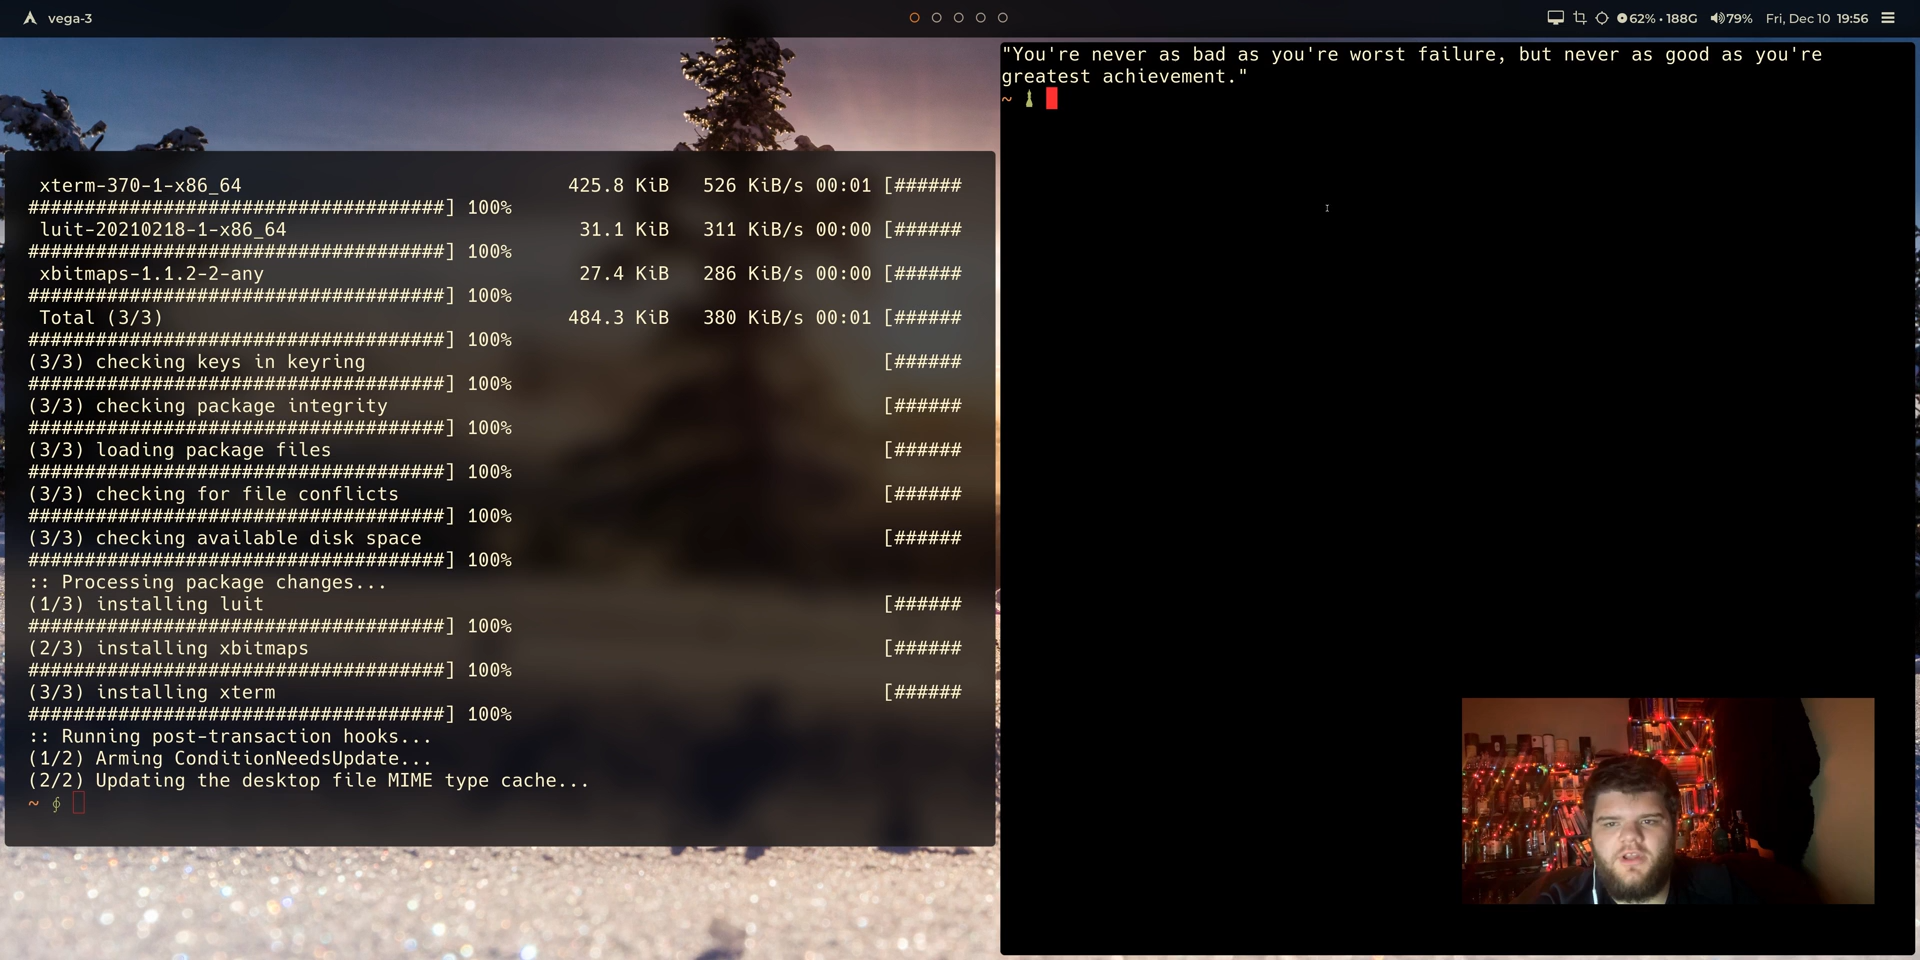 vega-3
62% • 188G
79%
Fri, Dec 10 19:56
xterm-370-1-x86_64 425.8 KiB 526 KiB/s 00:01 [######
#####################################] 100%
luit-20210218-1-x86_64 31.1 KiB 311 KiB/s 00:00 [######
#####################################] 100%
xbitmaps-1.1.2-2-any 27.4 KiB 286 KiB/s 00:00 [######
#####################################] 100%
Total (3/3) 484.3 KiB 380 KiB/s 00:01 [######
#####################################] 100%
(3/3) checking keys in keyring [######
#####################################] 100%
(3/3) checking package integrity [######
#####################################] 100%
(3/3) loading package files [######
#####################################] 100%
(3/3) checking for file conflicts [######
#####################################] 100%
(3/3) checking available disk space [######
#####################################] 100%
:: Processing package changes...
(1/3) installing luit [######
#####################################] 100%
(2/3) installing xbitmaps [######
#####################################] 100%
(3/3) installing xterm [######
#####################################] 100%
:: Running post-transaction hooks...
(1/2) Arming ConditionNeedsUpdate...
(2/2) Updating the desktop file MIME type cache...
~ ∮
"You're never as bad as you're worst failure, but never as good as you're
greatest achievement."
~